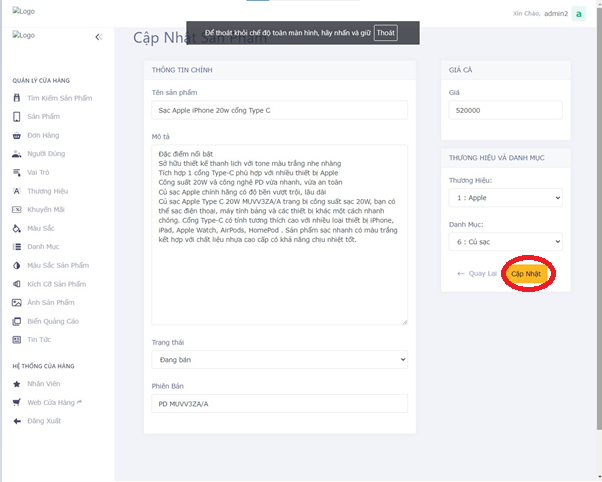 Logo
Xin Chào, admin2 a
Để thoát khỏi chế độ toàn màn hình, hãy nhấn và giữ Thoát
Logo
Cập Nhật Sản Phẩm
QUẢN LÝ CỬA HÀNG
Tìm Kiếm Sản Phẩm
Sản Phẩm
Đơn Hàng
Người Dùng
Vai Trò
Thương Hiệu
Khuyến Mãi
Màu Sắc
Danh Mục
Màu Sắc Sản Phẩm
Kích Cỡ Sản Phẩm
Ảnh Sản Phẩm
Biển Quảng Cáo
Tin Tức
HỆ THỐNG CỬA HÀNG
Nhân Viên
Web Cửa Hàng
Đăng Xuất
THÔNG TIN CHÍNH
Tên sản phẩm
Sạc Apple iPhone 20w cổng Type C
Mô tả
Đặc điểm nổi bật
Sở hữu thiết kế thanh lịch với tone màu trắng nhẹ nhàng
Tích hợp 1 cổng Type-C phù hợp với nhiều thiết bị Apple
Công suất 20W và công nghệ PD vừa nhanh, vừa an toàn
Củ sạc Apple chính hãng có độ bền vượt trội, lâu dài
Củ sạc Apple Type C 20W MUVV3ZA/A trang bị công suất sạc 20W, bạn có
thể sạc điện thoại, máy tính bảng và các thiết bị khác một cách nhanh
chóng. Cổng Type-C có tính tương thích cao với nhiều loại thiết bị iPhone,
iPad, Apple Watch, AirPods, HomePod . Sản phẩm sạc nhanh có màu trắng
kết hợp với chất liệu nhựa cao cấp có khả năng chịu nhiệt tốt.
Trạng thái
Đang bán
Phiên Bản
PD MUVV3ZA/A
GIÁ CẢ
Giá
520000
THƯƠNG HIỆU VÀ DANH MỤC
Thương Hiệu:
1 : Apple
Danh Mục:
6 : Củ sạc
Quay Lại
Cập Nhật